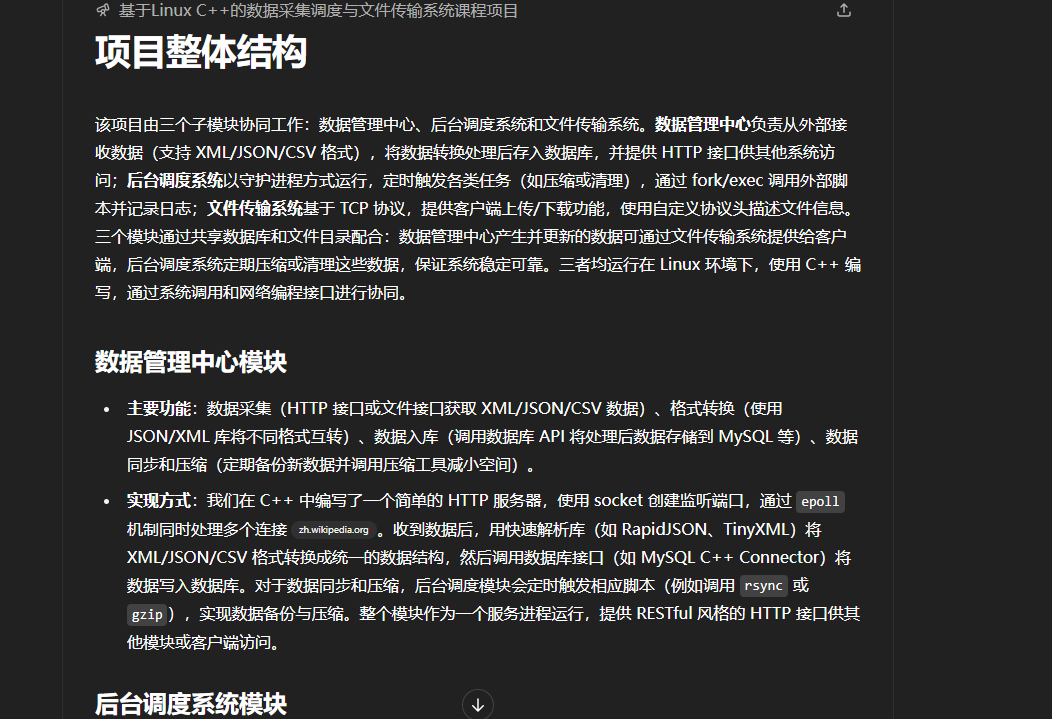 基于Linux C++的数据采集调度与文件传输系统课程项目
项目整体结构
该项目由三个子模块协同工作：数据管理中心、后台调度系统和文件传输系统。数据管理中心负责从外部接
收数据（支持 XML/JSON/CSV 格式），将数据转换处理后存入数据库，并提供 HTTP 接口供其他系统访
问；后台调度系统以守护进程方式运行，定时触发各类任务（如压缩或清理），通过 fork/exec 调用外部脚
本并记录日志；文件传输系统基于 TCP 协议，提供客户端上传/下载功能，使用自定义协议头描述文件信息。
三个模块通过共享数据库和文件目录配合：数据管理中心产生并更新的数据可通过文件传输系统提供给客户
端，后台调度系统定期压缩或清理这些数据，保证系统稳定可靠。三者均运行在 Linux 环境下，使用 C++ 编
写，通过系统调用和网络编程接口进行协同。
数据管理中心模块
• 主要功能：数据采集（HTTP 接口或文件接口获取 XML/JSON/CSV 数据）、格式转换（使用
JSON/XML 库将不同格式互转）、数据入库（调用数据库 API 将处理后数据存储到 MySQL 等）、数据
同步和压缩（定期备份新数据并调用压缩工具减小空间）。
• 实现方式：我们在 C++ 中编写了一个简单的 HTTP 服务器，使用 socket 创建监听端口，通过 epoll
机制同时处理多个连接 zh.wikipedia.org 。收到数据后，用快速解析库（如 RapidJSON、TinyXML）将
XML/JSON/CSV 格式转换成统一的数据结构，然后调用数据库接口（如 MySQL C++ Connector）将
数据写入数据库。对于数据同步和压缩，后台调度模块会定时触发相应脚本（例如调用 rsync 或
gzip ），实现数据备份与压缩。整个模块作为一个服务进程运行，提供 RESTful 风格的 HTTP 接口供其
他模块或客户端访问。
后台调度系统模块